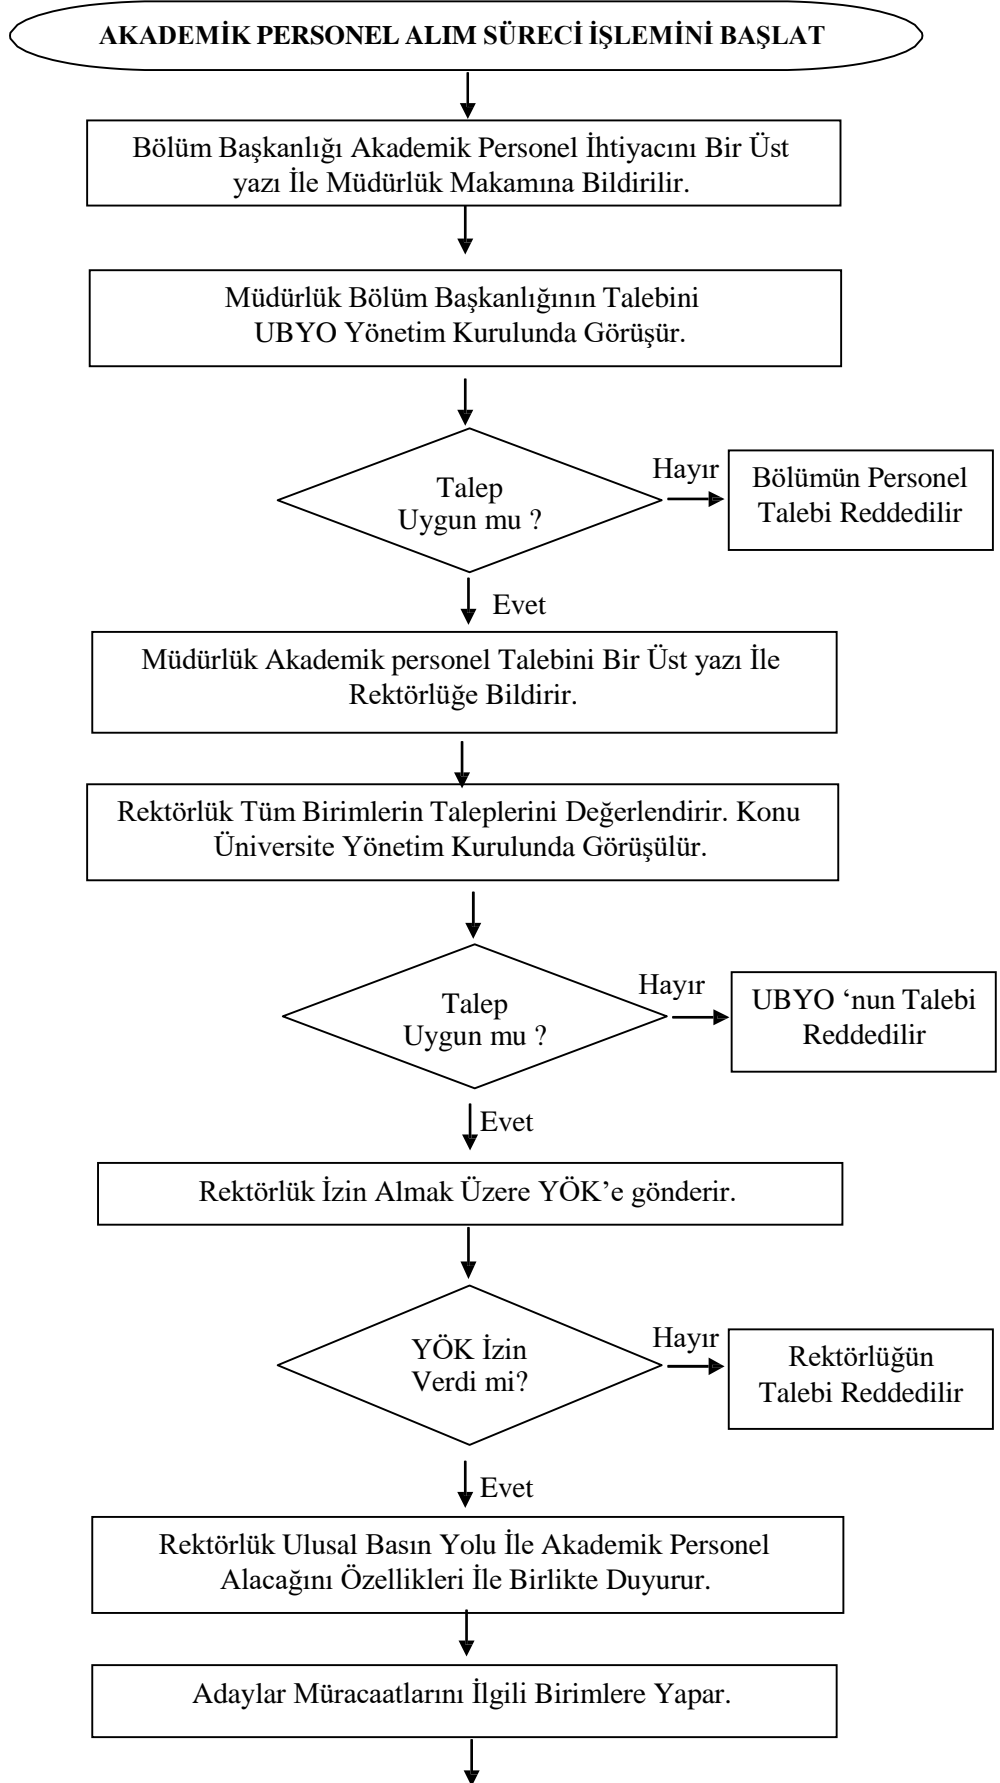 AKADEMİK PERSONEL ALIM SÜRECİ İŞLEMİNİ BAŞLAT
Bölüm Başkanlığı Akademik Personel İhtiyacını Bir Üst
yazı İle Müdürlük Makamına Bildirilir.
Müdürlük Bölüm Başkanlığının Talebini
UBYO Yönetim Kurulunda Görüşür.
Talep
Uygun mu ?
Hayır
Bölümün Personel
Talebi Reddedilir
Evet
Müdürlük Akademik personel Talebini Bir Üst yazı İle
Rektörlüğe Bildirir.
Rektörlük Tüm Birimlerin Taleplerini Değerlendirir. Konu
Üniversite Yönetim Kurulunda Görüşülür.
Talep
Uygun mu ?
Hayır
UBYO ‘nun Talebi
Reddedilir
Evet
Rektörlük İzin Almak Üzere YÖK’e gönderir.
YÖK İzin
Verdi mi?
Hayır
Rektörlüğün
Talebi Reddedilir
Evet
Rektörlük Ulusal Basın Yolu İle Akademik Personel
Alacağını Özellikleri İle Birlikte Duyurur.
Adaylar Müracaatlarını İlgili Birimlere Yapar.